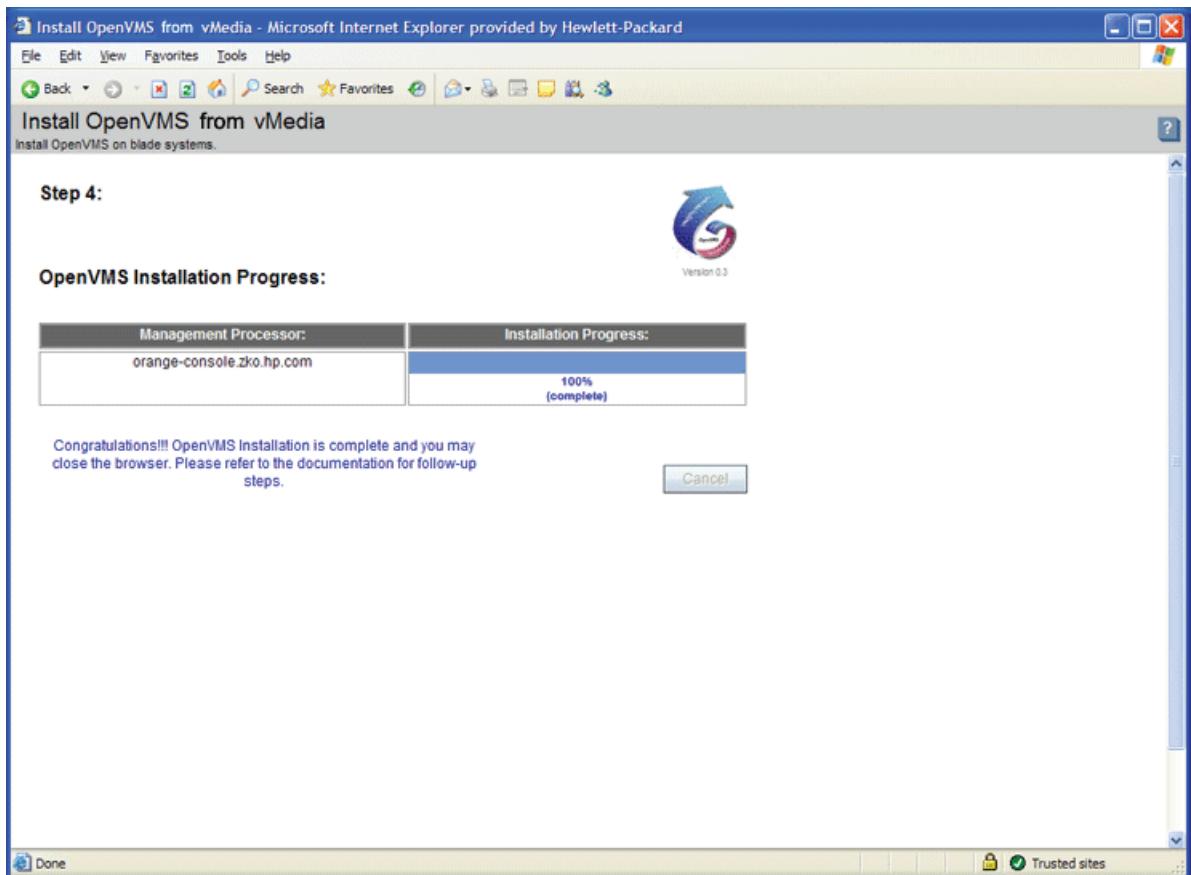 Install OpenVMS from vMedia - Microsoft Internet Explorer provided by Hewlett-Packard
File Edit View Favorites Tools Help
Back Search Favorites
Install OpenVMS from vMedia
?
Install OpenVMS on blade systems.
Step 4:
OpenVMS
Version 0.3
OpenVMS Installation Progress:
Management Processor: Installation Progress:
orange-console.zko.hp.com
100%
(complete)
Congratulations!!! OpenVMS Installation is complete and you may
close the browser. Please refer to the documentation for follow-up
steps.
Cancel
Done Trusted sites